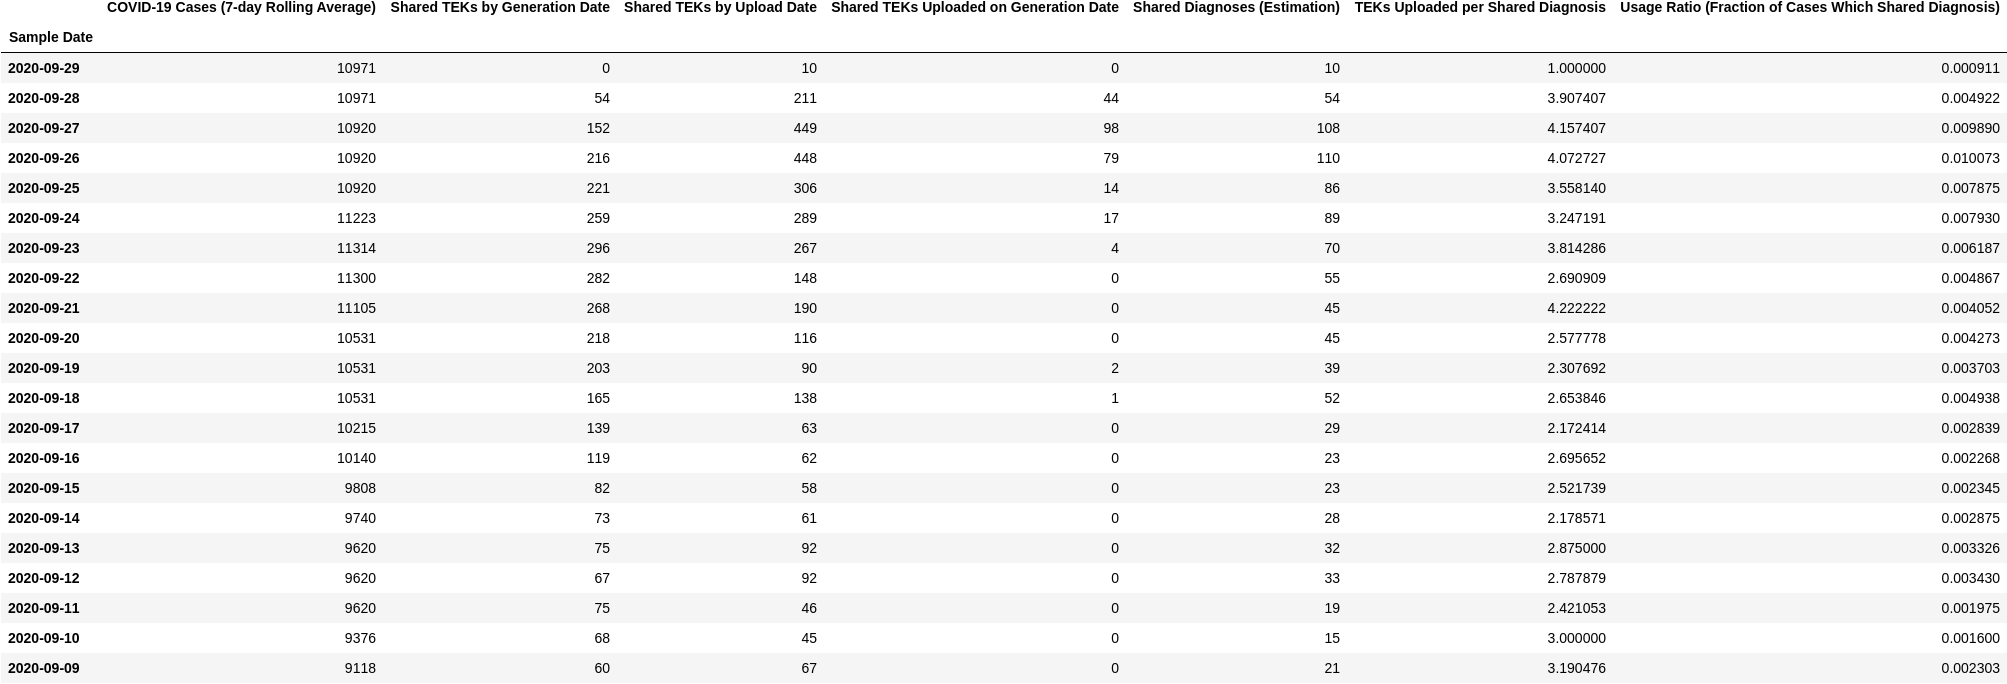 COVID-19 Cases (7-day Rolling Average) Shared TEKs by Generation Date Shared TEKs by Upload Date Shared TEKs Uploaded on Generation Date Shared Diagnoses (Estimation) TEKs Uploaded per Shared Diagnosis Usage Ratio (Fraction of Cases Which Shared Diagnosis)
Sample Date
2020-09-29 10971 0 10 0 10 1.000000 0.000911
2020-09-28 10971 54 211 44 54 3.907407 0.004922
2020-09-27 10920 152 449 98 108 4.157407 0.009890
2020-09-26 10920 216 448 79 110 4.072727 0.010073
2020-09-25 10920 221 306 14 86 3.558140 0.007875
2020-09-24 11223 259 289 17 89 3.247191 0.007930
2020-09-23 11314 296 267 4 70 3.814286 0.006187
2020-09-22 11300 282 148 0 55 2.690909 0.004867
2020-09-21 11105 268 190 0 45 4.222222 0.004052
2020-09-20 10531 218 116 0 45 2.577778 0.004273
2020-09-19 10531 203 90 2 39 2.307692 0.003703
2020-09-18 10531 165 138 1 52 2.653846 0.004938
2020-09-17 10215 139 63 0 29 2.172414 0.002839
2020-09-16 10140 119 62 0 23 2.695652 0.002268
2020-09-15 9808 82 58 0 23 2.521739 0.002345
2020-09-14 9740 73 61 0 28 2.178571 0.002875
2020-09-13 9620 75 92 0 32 2.875000 0.003326
2020-09-12 9620 67 92 0 33 2.787879 0.003430
2020-09-11 9620 75 46 0 19 2.421053 0.001975
2020-09-10 9376 68 45 0 15 3.000000 0.001600
2020-09-09 9118 60 67 0 21 3.190476 0.002303